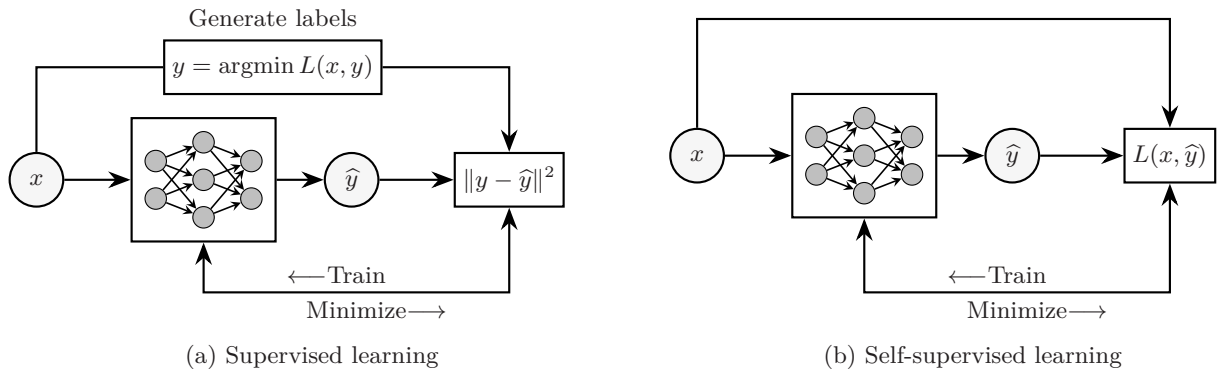 Generate labels
y = argmin L(x, y)
x
ŷ
‖y − ŷ‖²
⟵Train
Minimize⟶
(a) Supervised learning
x
ŷ
L(x, ŷ)
⟵Train
Minimize⟶
(b) Self-supervised learning